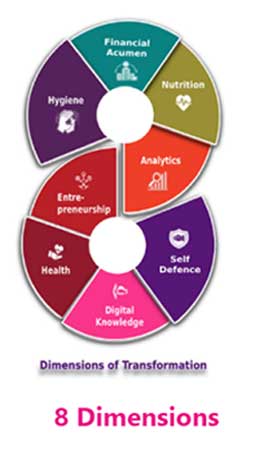 Financial
Acumen
Hygiene
Nutrition
Analytics
Entre-
preneurship
Self
Defence
Health
Digital
Knowledge
Dimensions of Transformation
8 Dimensions